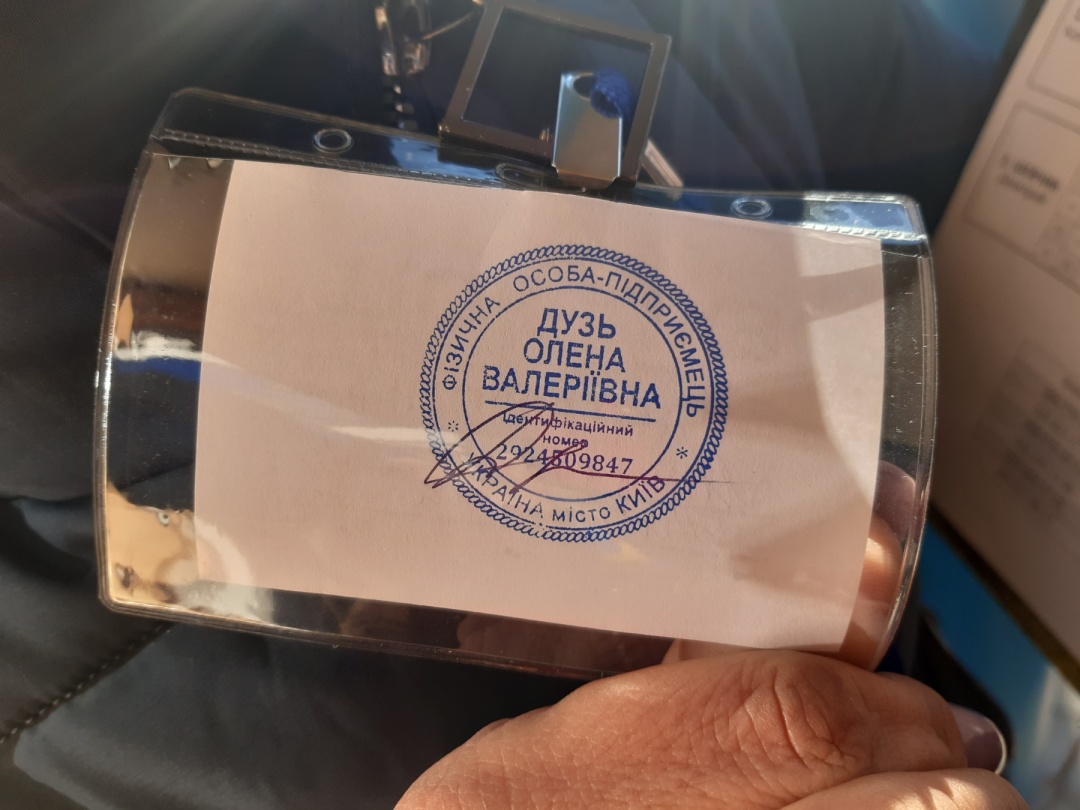 ФІЗИЧНА ОСОБА-ПІДПРИЄМЕЦЬ
ДУЗЬ
ОЛЕНА
ВАЛЕРІЇВНА
ідентифікаційний
номер
2924509847
* УКРАЇНА місто КИЇВ *